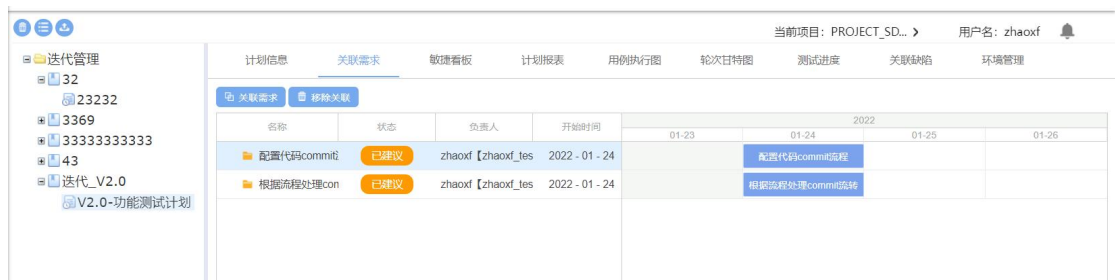 当前项目：PROJECT_SD... 用户名：zhaoxf
迭代管理
32
23232
3369
33333333333
43
迭代_V2.0
V2.0-功能测试计划
计划信息 关联需求 敏捷看板 计划报表 用例执行图 轮次甘特图 测试进度 关联缺陷 环境管理
关联需求 移除关联
名称 状态 负责人 开始时间 2022
01-23 01-24 01-25 01-26
配置代码commit 已建议 zhaoxf【zhaoxf_tes 2022 - 01 - 24 配置代码commit流程
根据流程处理con 已建议 zhaoxf【zhaoxf_tes 2022 - 01 - 24 根据流程处理commit流转